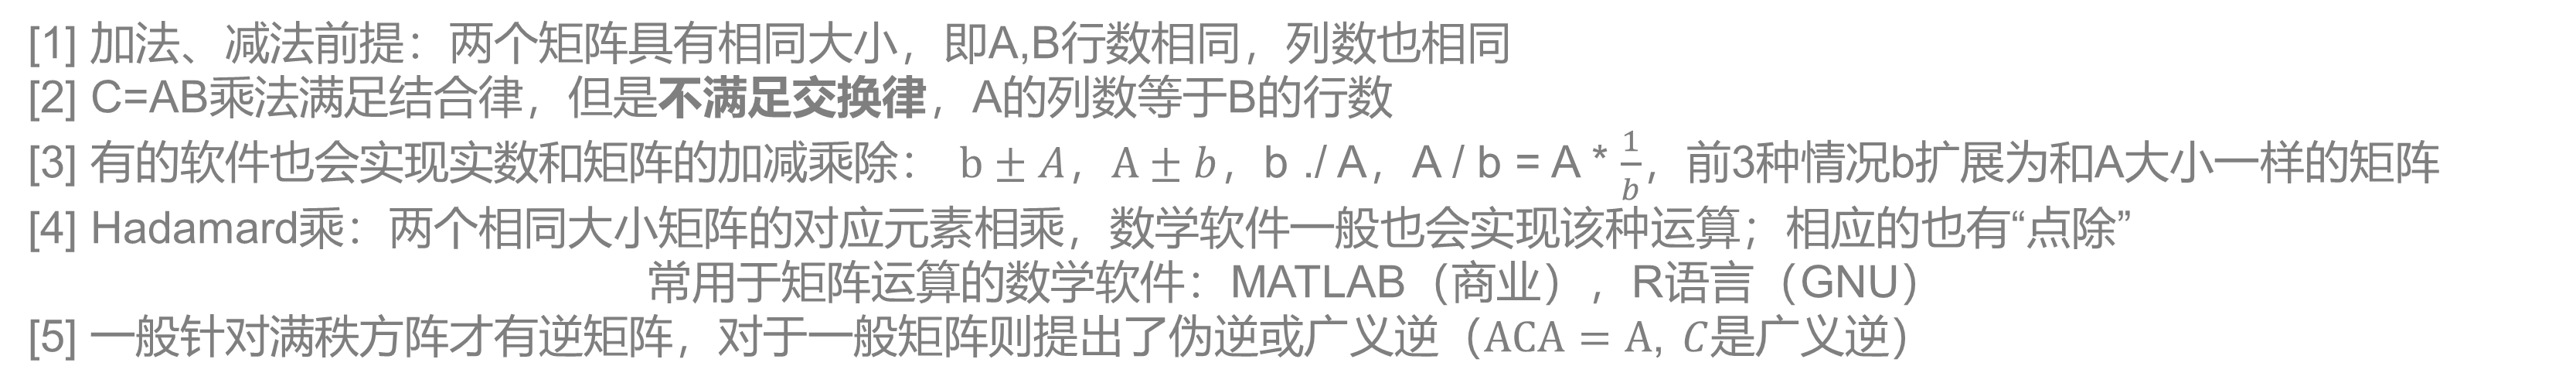 [1] 加法、减法前提：两个矩阵具有相同大小，即A,B行数相同，列数也相同
[2] C=AB乘法满足结合律，但是不满足交换律，A的列数等于B的行数
[3] 有的软件也会实现实数和矩阵的加减乘除： b ± A，A ± b，b ./ A，A / b = A * 1/b，前3种情况b扩展为和A大小一样的矩阵
[4] Hadamard乘：两个相同大小矩阵的对应元素相乘，数学软件一般也会实现该种运算；相应的也有“点除”
常用于矩阵运算的数学软件：MATLAB（商业），R语言（GNU）
[5] 一般针对满秩方阵才有逆矩阵，对于一般矩阵则提出了伪逆或广义逆（ACA = A, C是广义逆）